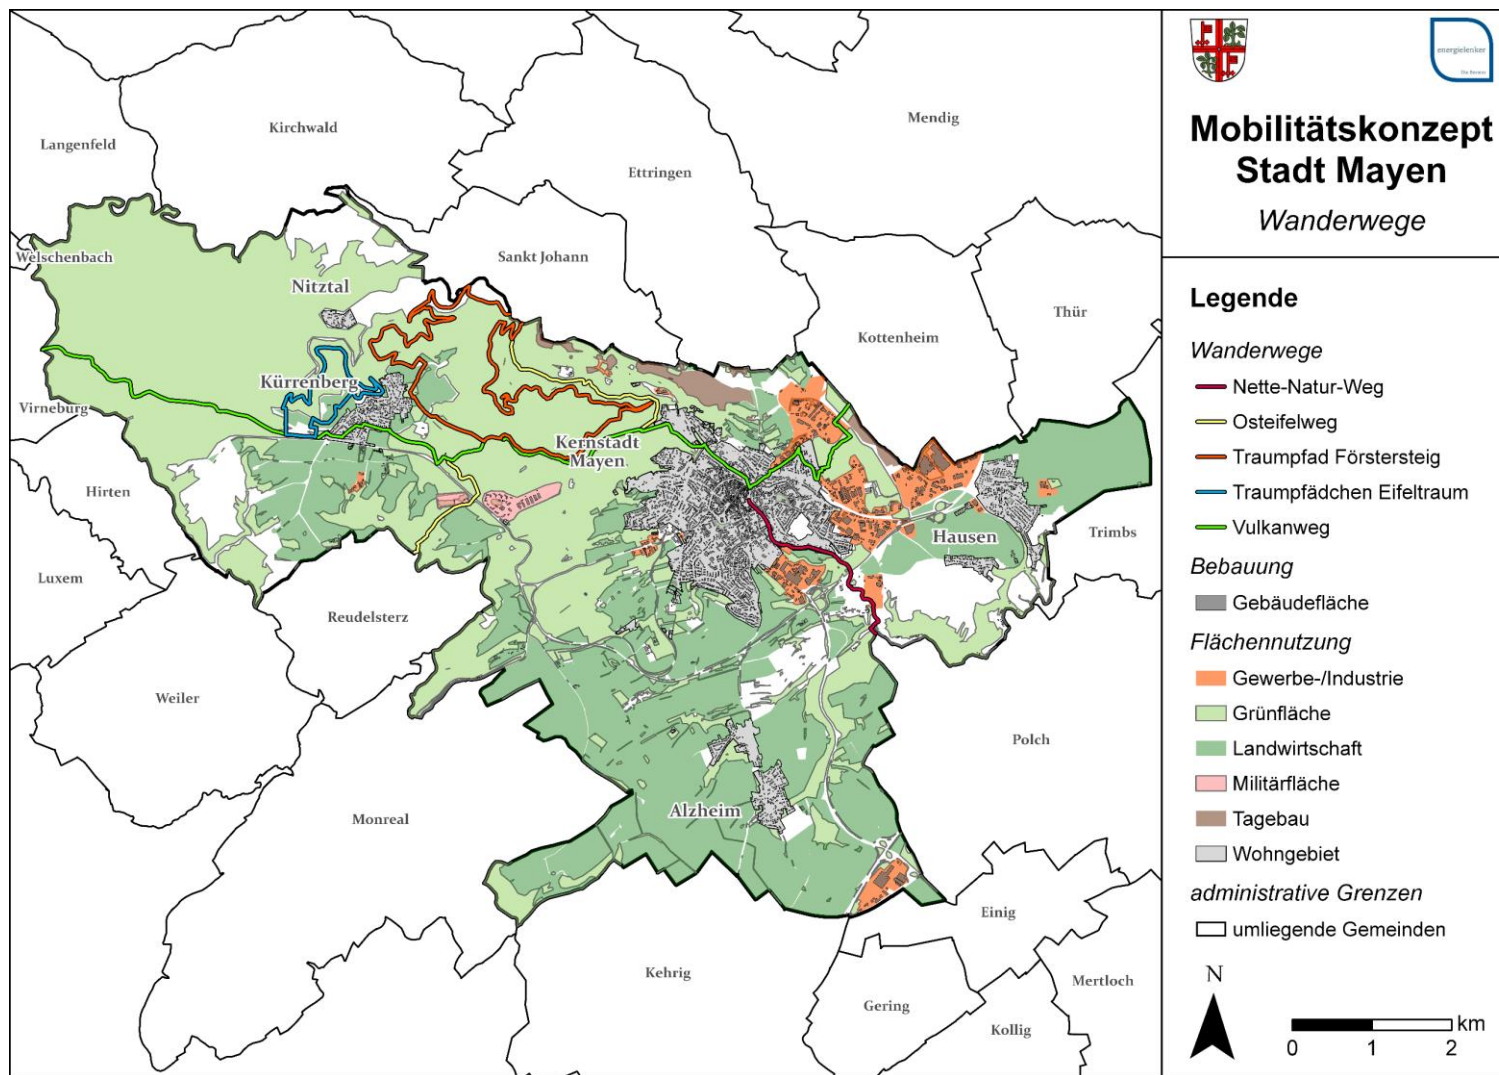 Mendig
Kirchwald
Langenfeld
Ettringen
Welschenbach
Sankt Johann
Nitztal
Thür
Kottenheim
Kürrenberg
Virneburg
Kernstadt
Mayen
Hirten
Hausen
Trimbs
Luxem
Reudelsterz
Weiler
Polch
Alzheim
Monreal
Einig
Kehrig
Mertloch
Gering
Kollig
energielenker
Mobilitätskonzept
Stadt Mayen
Wanderwege
Legende
Wanderwege
Nette-Natur-Weg
Osteifelweg
Traumpfad Förstersteig
Traumpfädchen Eifeltraum
Vulkanweg
Bebauung
Gebäudefläche
Flächennutzung
Gewerbe-/Industrie
Grünfläche
Landwirtschaft
Militärfläche
Tagebau
Wohngebiet
administrative Grenzen
umliegende Gemeinden
N
km
0 1 2